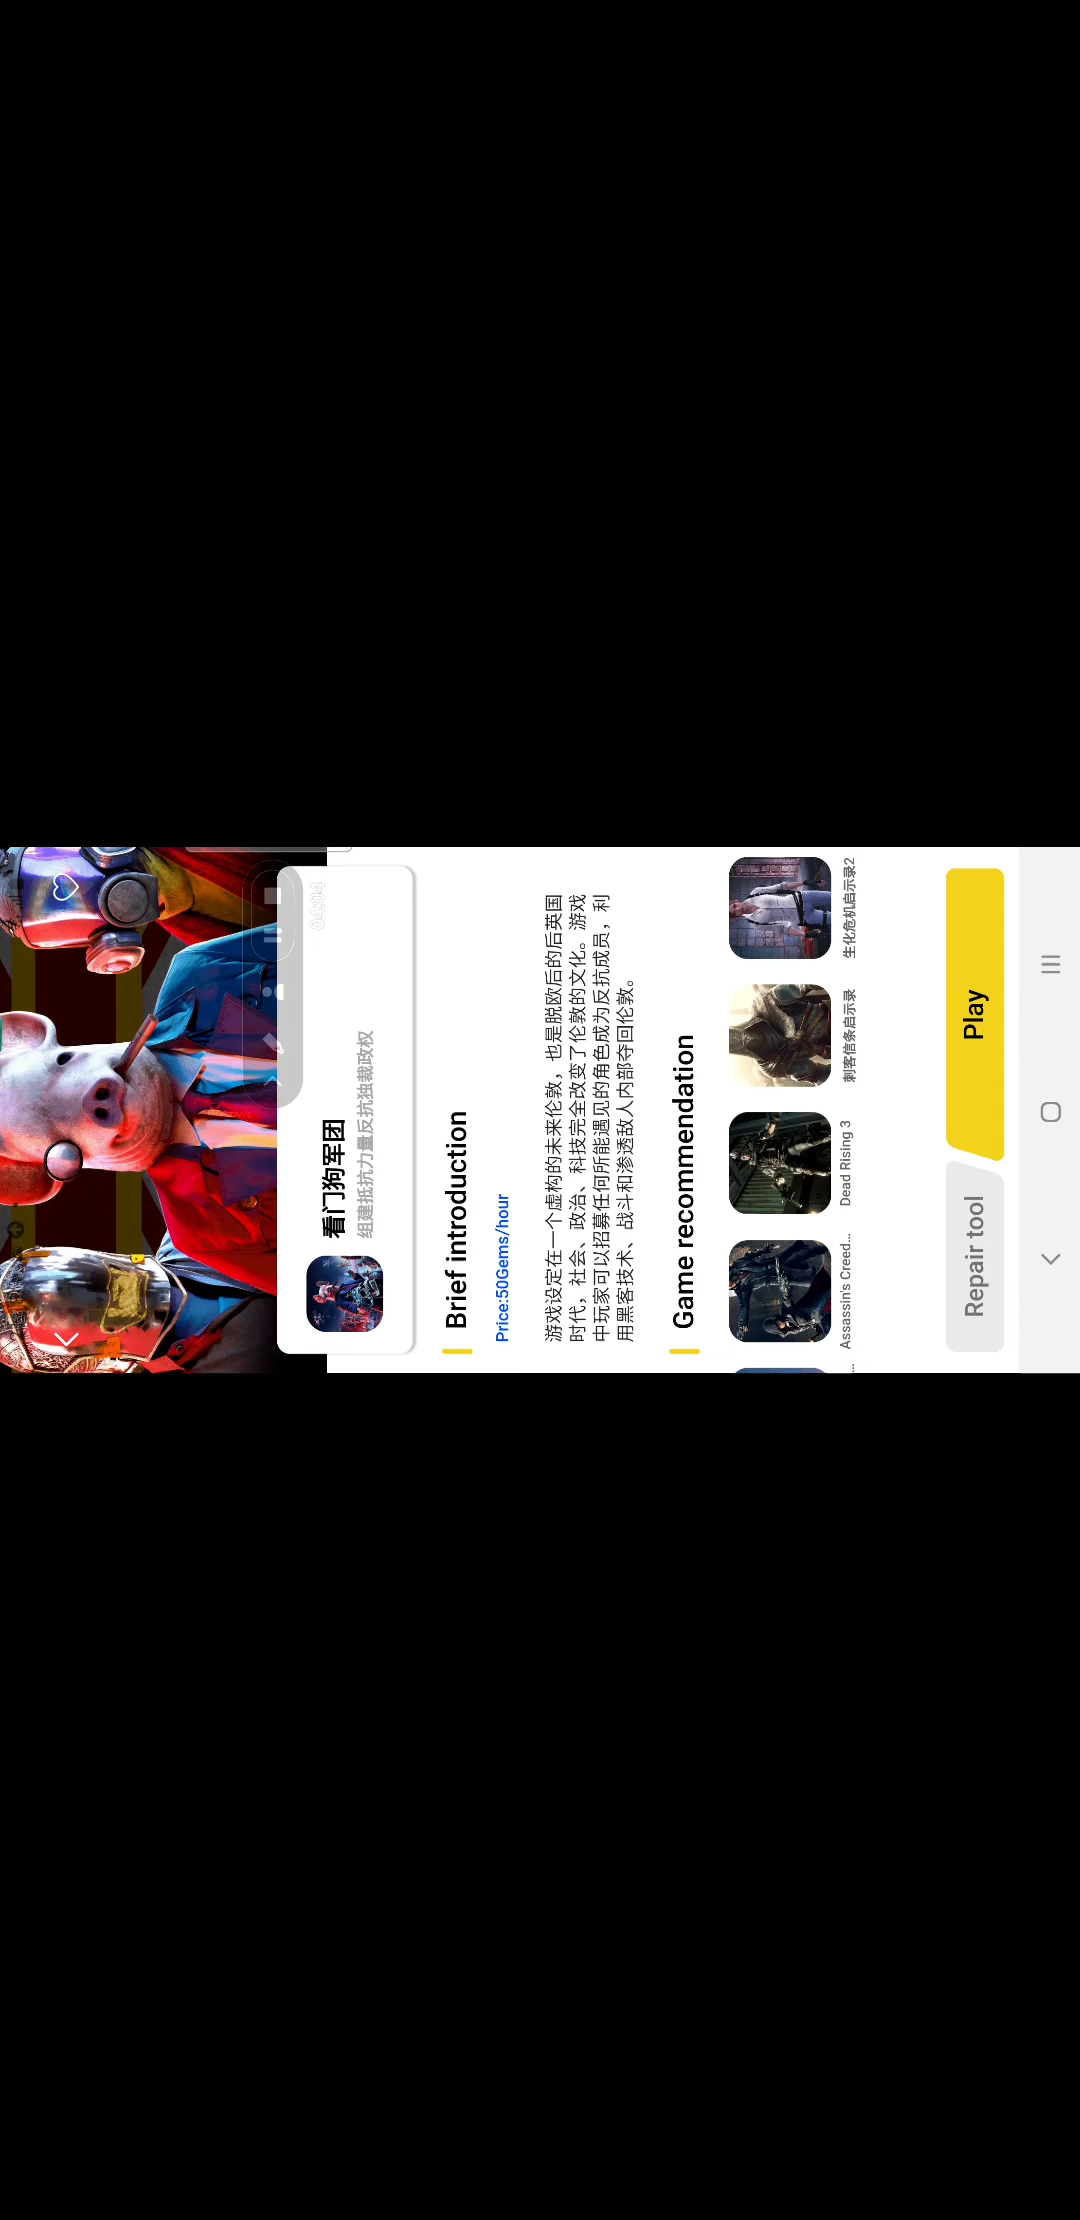 04:04
看门狗军团
组建抵抗力量反抗独裁政权
Brief introduction
Price:50Gems/hour
游戏设定在一个虚构的未来伦敦，也是脱欧后的后英国
时代，社会、政治、科技完全改变了伦敦的文化。游戏
中玩家可以招募任何所能遇见的角色成为反抗成员，利
用黑客技术、战斗和渗透敌人内部夺回伦敦。
Game recommendation
...
Assassin's Creed...
Dead Rising 3
刺客信条启示录
生化危机启示录2
Repair tool
Play